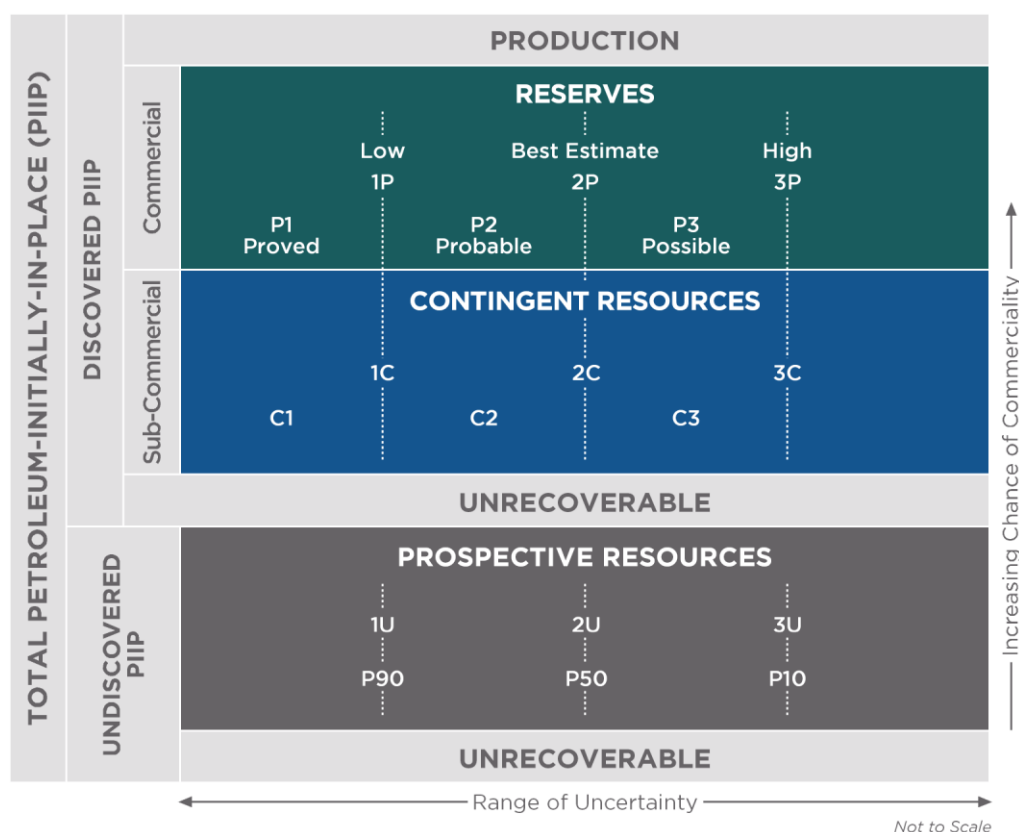 TOTAL PETROLEUM-INITIALLY-IN-PLACE (PIIP)
DISCOVERED PIIP
PRODUCTION
Commercial
RESERVES
Low
Best Estimate
High
1P
2P
3P
P1
Proved
P2
Probable
P3
Possible
Sub-Commercial
CONTINGENT RESOURCES
1C
2C
3C
C1
C2
C3
UNRECOVERABLE
UNDISCOVERED
PIIP
PROSPECTIVE RESOURCES
1U
2U
3U
P90
P50
P10
UNRECOVERABLE
Increasing Chance of Commerciality
Range of Uncertainty
Not to Scale